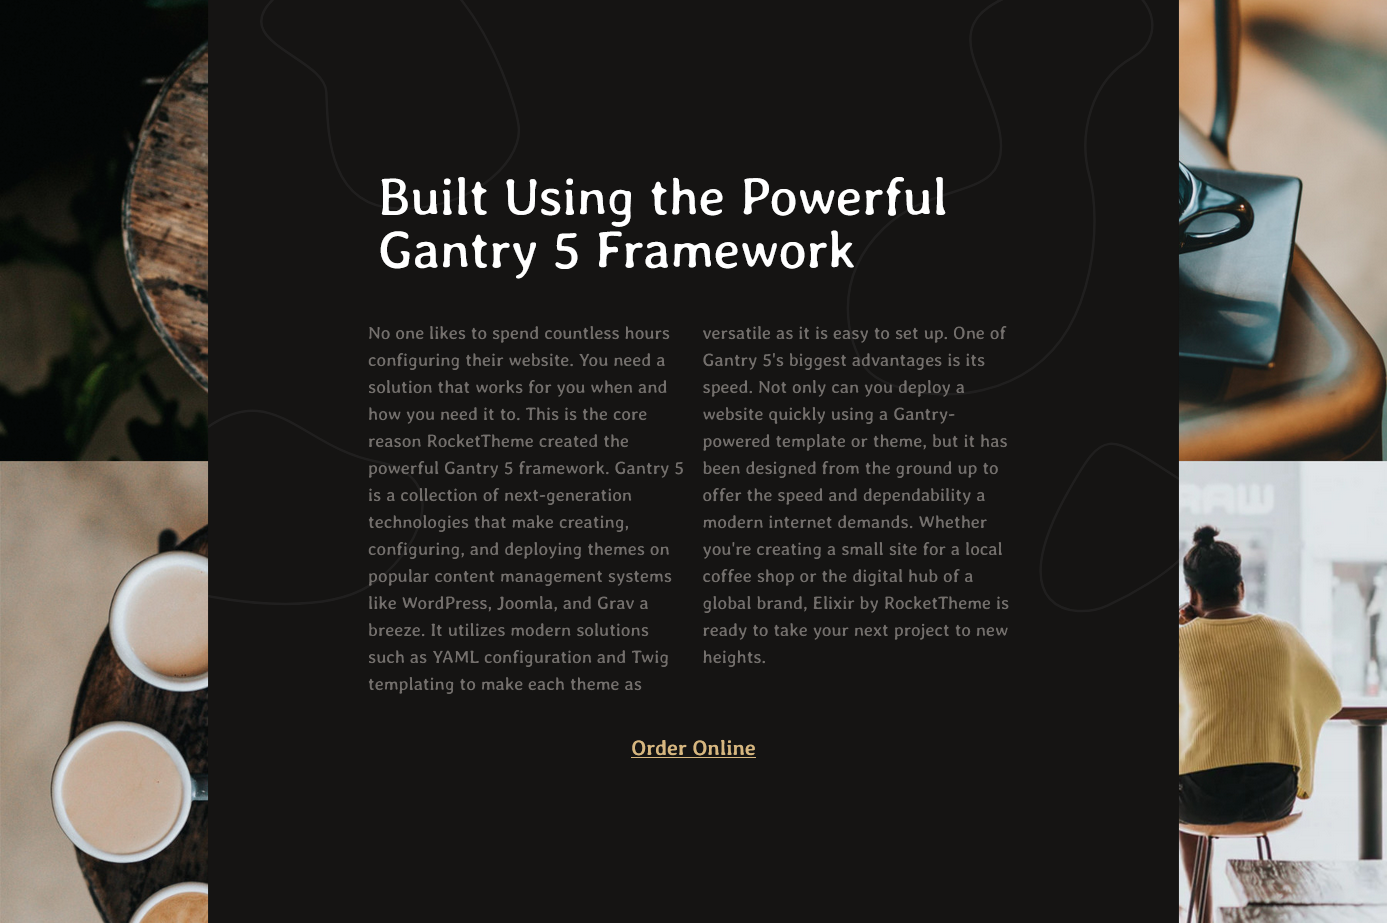 Built Using the Powerful
Gantry 5 Framework
No one likes to spend countless hours
configuring their website. You need a
solution that works for you when and
how you need it to. This is the core
reason RocketTheme created the
powerful Gantry 5 framework. Gantry 5
is a collection of next-generation
technologies that make creating,
configuring, and deploying themes on
popular content management systems
like WordPress, Joomla, and Grav a
breeze. It utilizes modern solutions
such as YAML configuration and Twig
templating to make each theme as
versatile as it is easy to set up. One of
Gantry 5's biggest advantages is its
speed. Not only can you deploy a
website quickly using a Gantry-
powered template or theme, but it has
been designed from the ground up to
offer the speed and dependability a
modern internet demands. Whether
you're creating a small site for a local
coffee shop or the digital hub of a
global brand, Elixir by RocketTheme is
ready to take your next project to new
heights.
Order Online